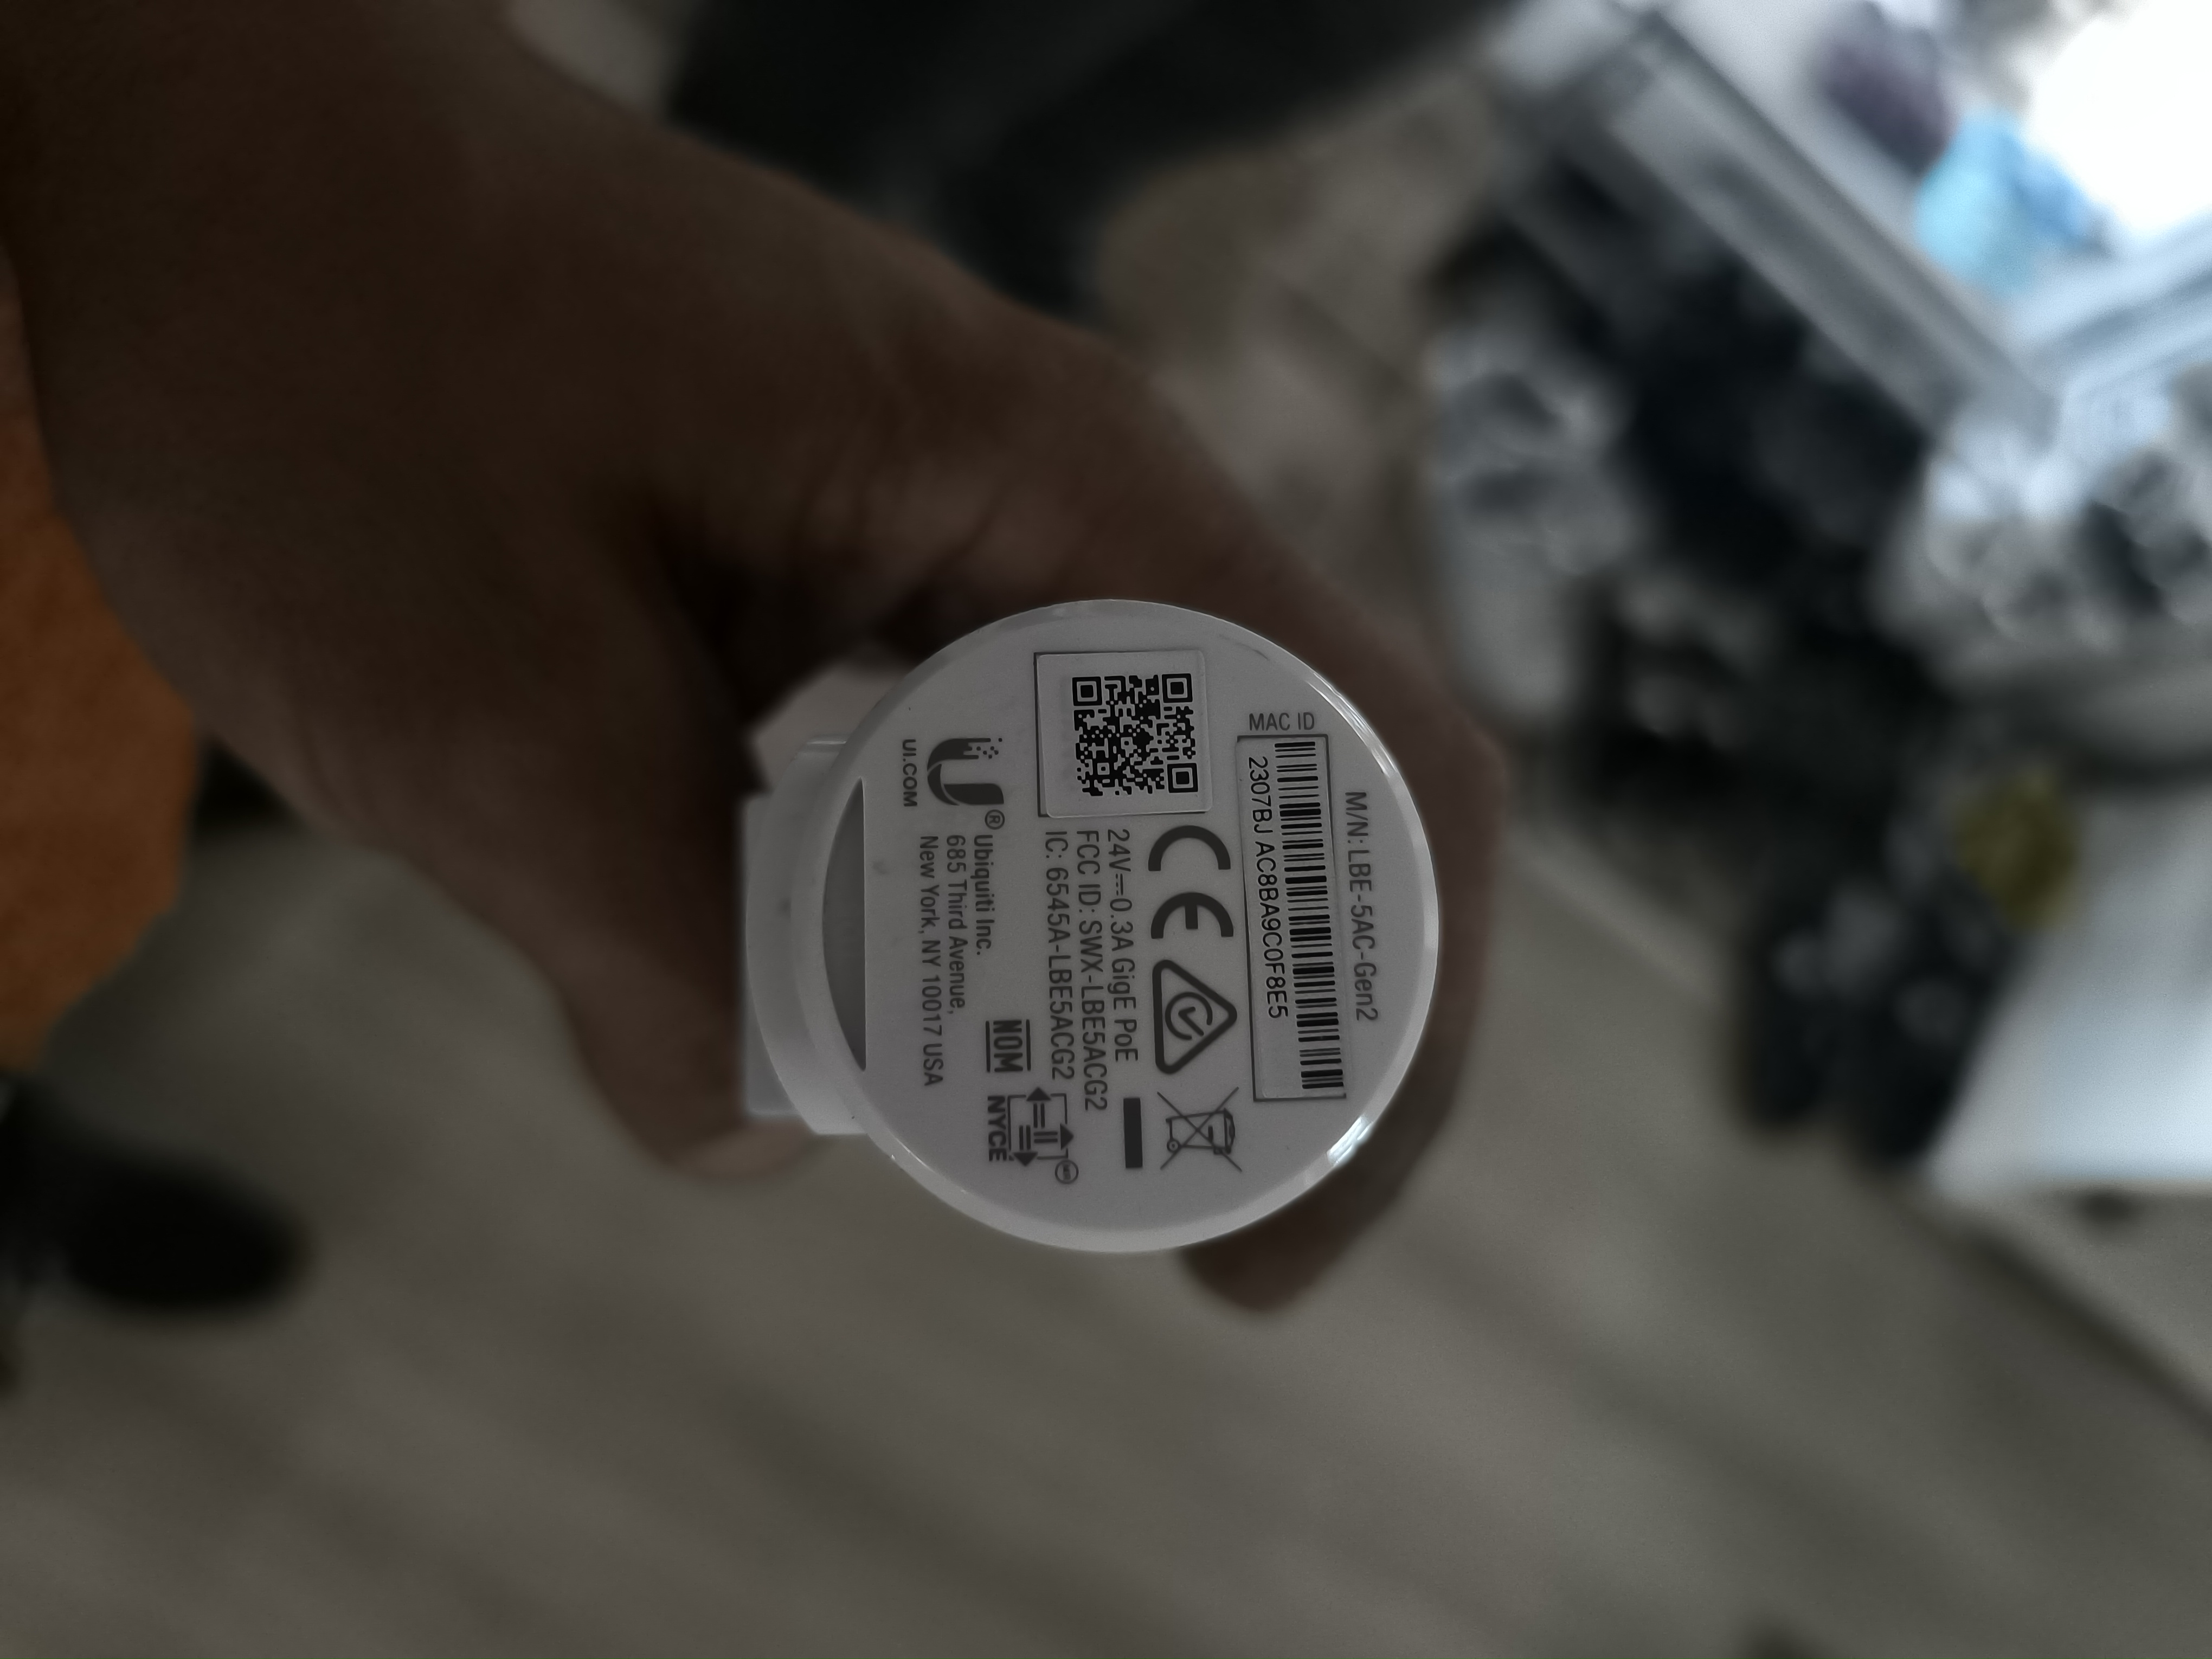 M/N: LBE-5AC-Gen2
MAC ID
2307BJ AC8BA9C0F8E5
24V⎓0.3A GigE PoE
FCC ID: SWX-LBE5ACG2
IC: 6545A-LBE5ACG2
NOM
NYCE
Ubiquiti Inc.
685 Third Avenue,
New York, NY 10017 USA
U®
UI.COM